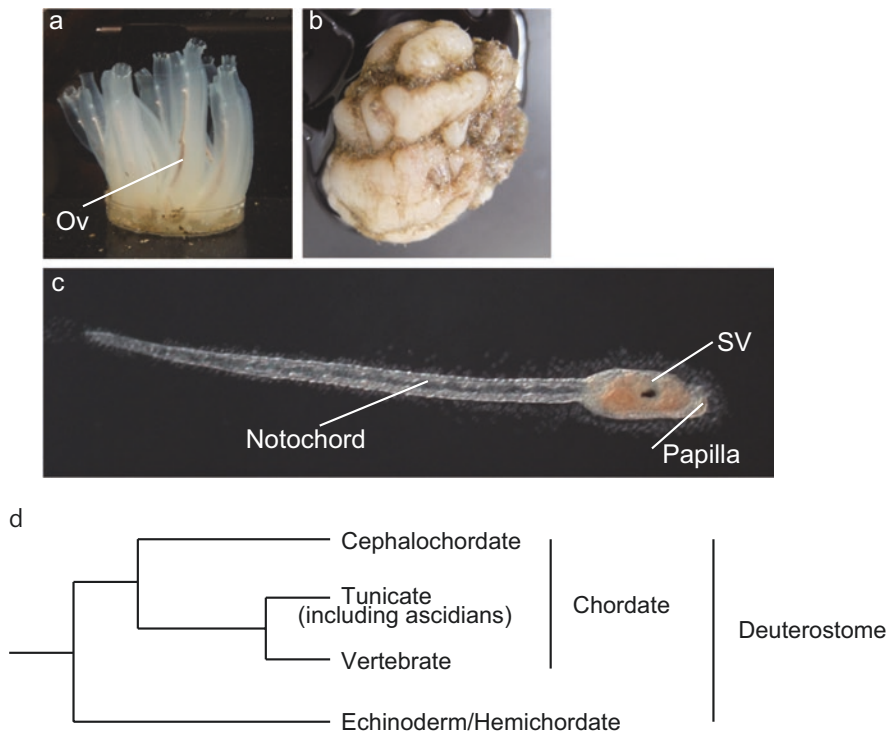 a
b
Ov
c
SV
Notochord
Papilla
d
Cephalochordate
Tunicate
(including ascidians)
Chordate
Vertebrate
Deuterostome
Echinoderm/Hemichordate